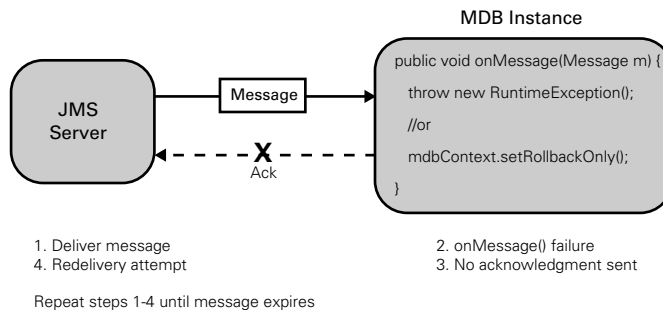 MDB Instance
JMS
Server
Message
X
Ack
public void onMessage(Message m) {
throw new RuntimeException();
//or
mdbContext.setRollbackOnly();
}
1. Deliver message
4. Redelivery attempt
2. onMessage() failure
3. No acknowledgment sent
Repeat steps 1-4 until message expires